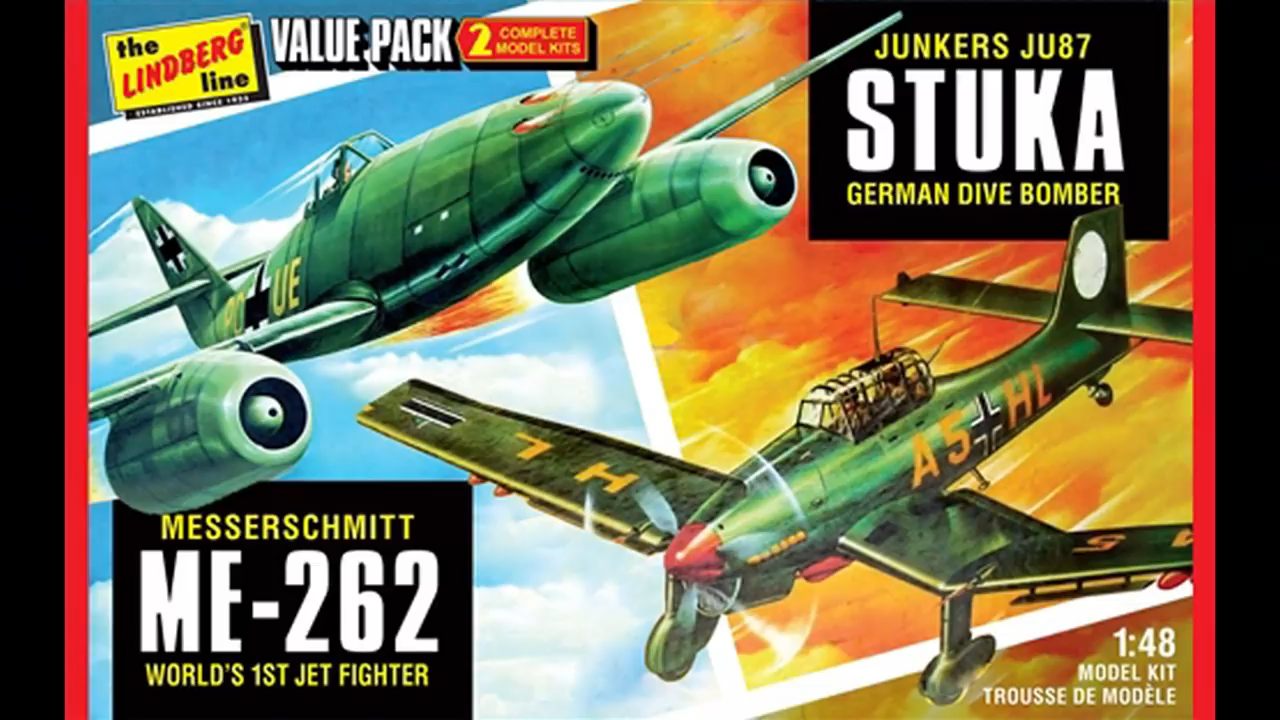 the
LINDBERG
line
ESTABLISHED SINCE 1933
VALUE PACK
2 COMPLETE
MODEL KITS
JUNKERS JU87
STUKA
GERMAN DIVE BOMBER
UE
A5 HL
H L
MESSERSCHMITT
ME-262
WORLD'S 1ST JET FIGHTER
1:48
MODEL KIT
TROUSSE DE MODÈLE